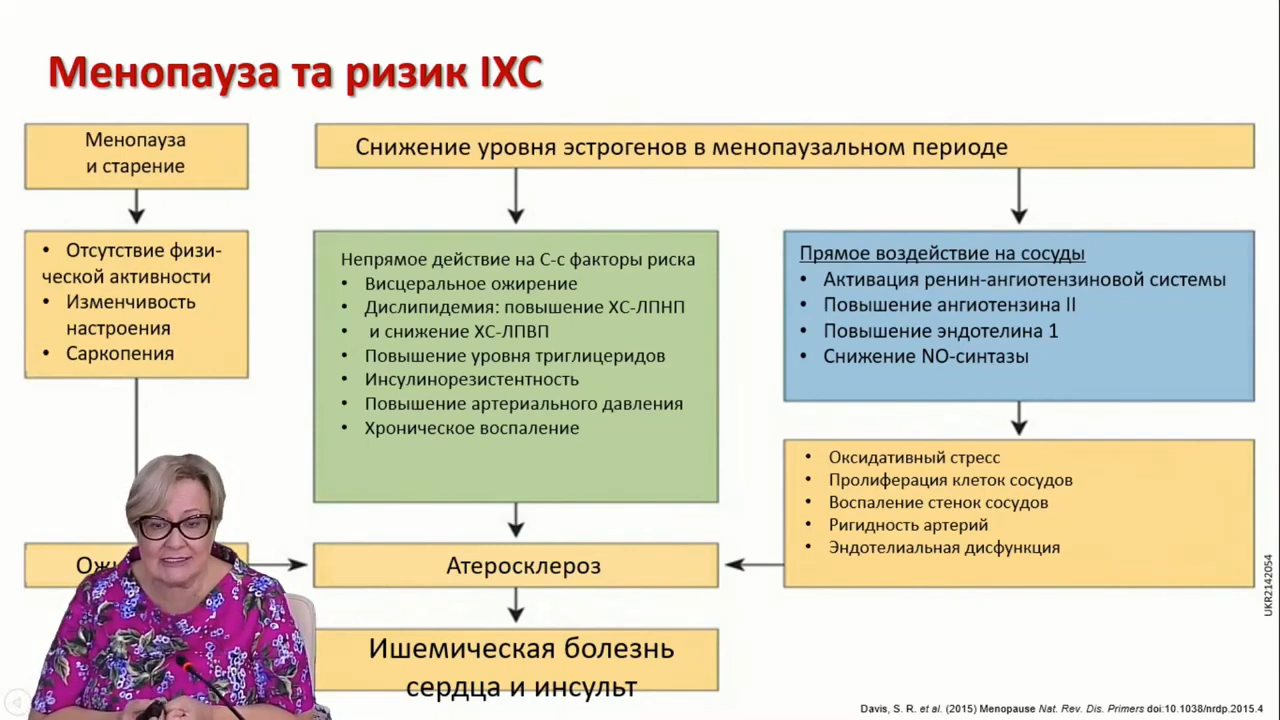 Менопауза та ризик ІХС
Менопауза
и старение
Снижение уровня эстрогенов в менопаузальном периоде
• Отсутствие физи-
ческой активности
• Изменчивость
настроения
• Саркопения
Непрямое действие на С-с факторы риска
• Висцеральное ожирение
• Дислипидемия: повышение ХС-ЛПНП
• и снижение ХС-ЛПВП
• Повышение уровня триглицеридов
• Инсулинорезистентность
• Повышение артериального давления
• Хроническое воспаление
Прямое воздействие на сосуды
• Активация ренин-ангиотензиновой системы
• Повышение ангиотензина II
• Повышение эндотелина 1
• Снижение NO-синтазы
• Оксидативный стресс
• Пролиферация клеток сосудов
• Воспаление стенок сосудов
• Ригидность артерий
• Эндотелиальная дисфункция
Атеросклероз
Ишемическая болезнь
сердца и инсульт
UKR2142054
Davis, S. R. et al. (2015) Menopause Nat. Rev. Dis. Primers doi:10.1038/nrdp.2015.4